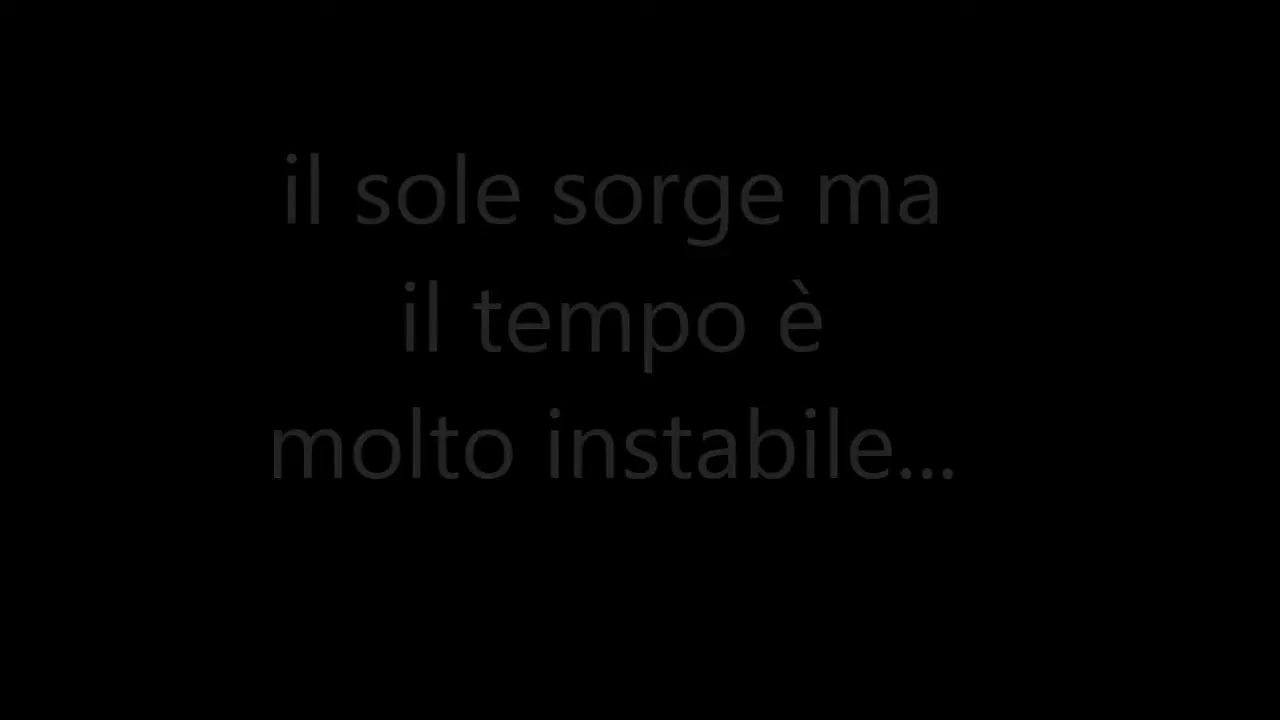 il sole sorge ma
il tempo è
molto instabile...